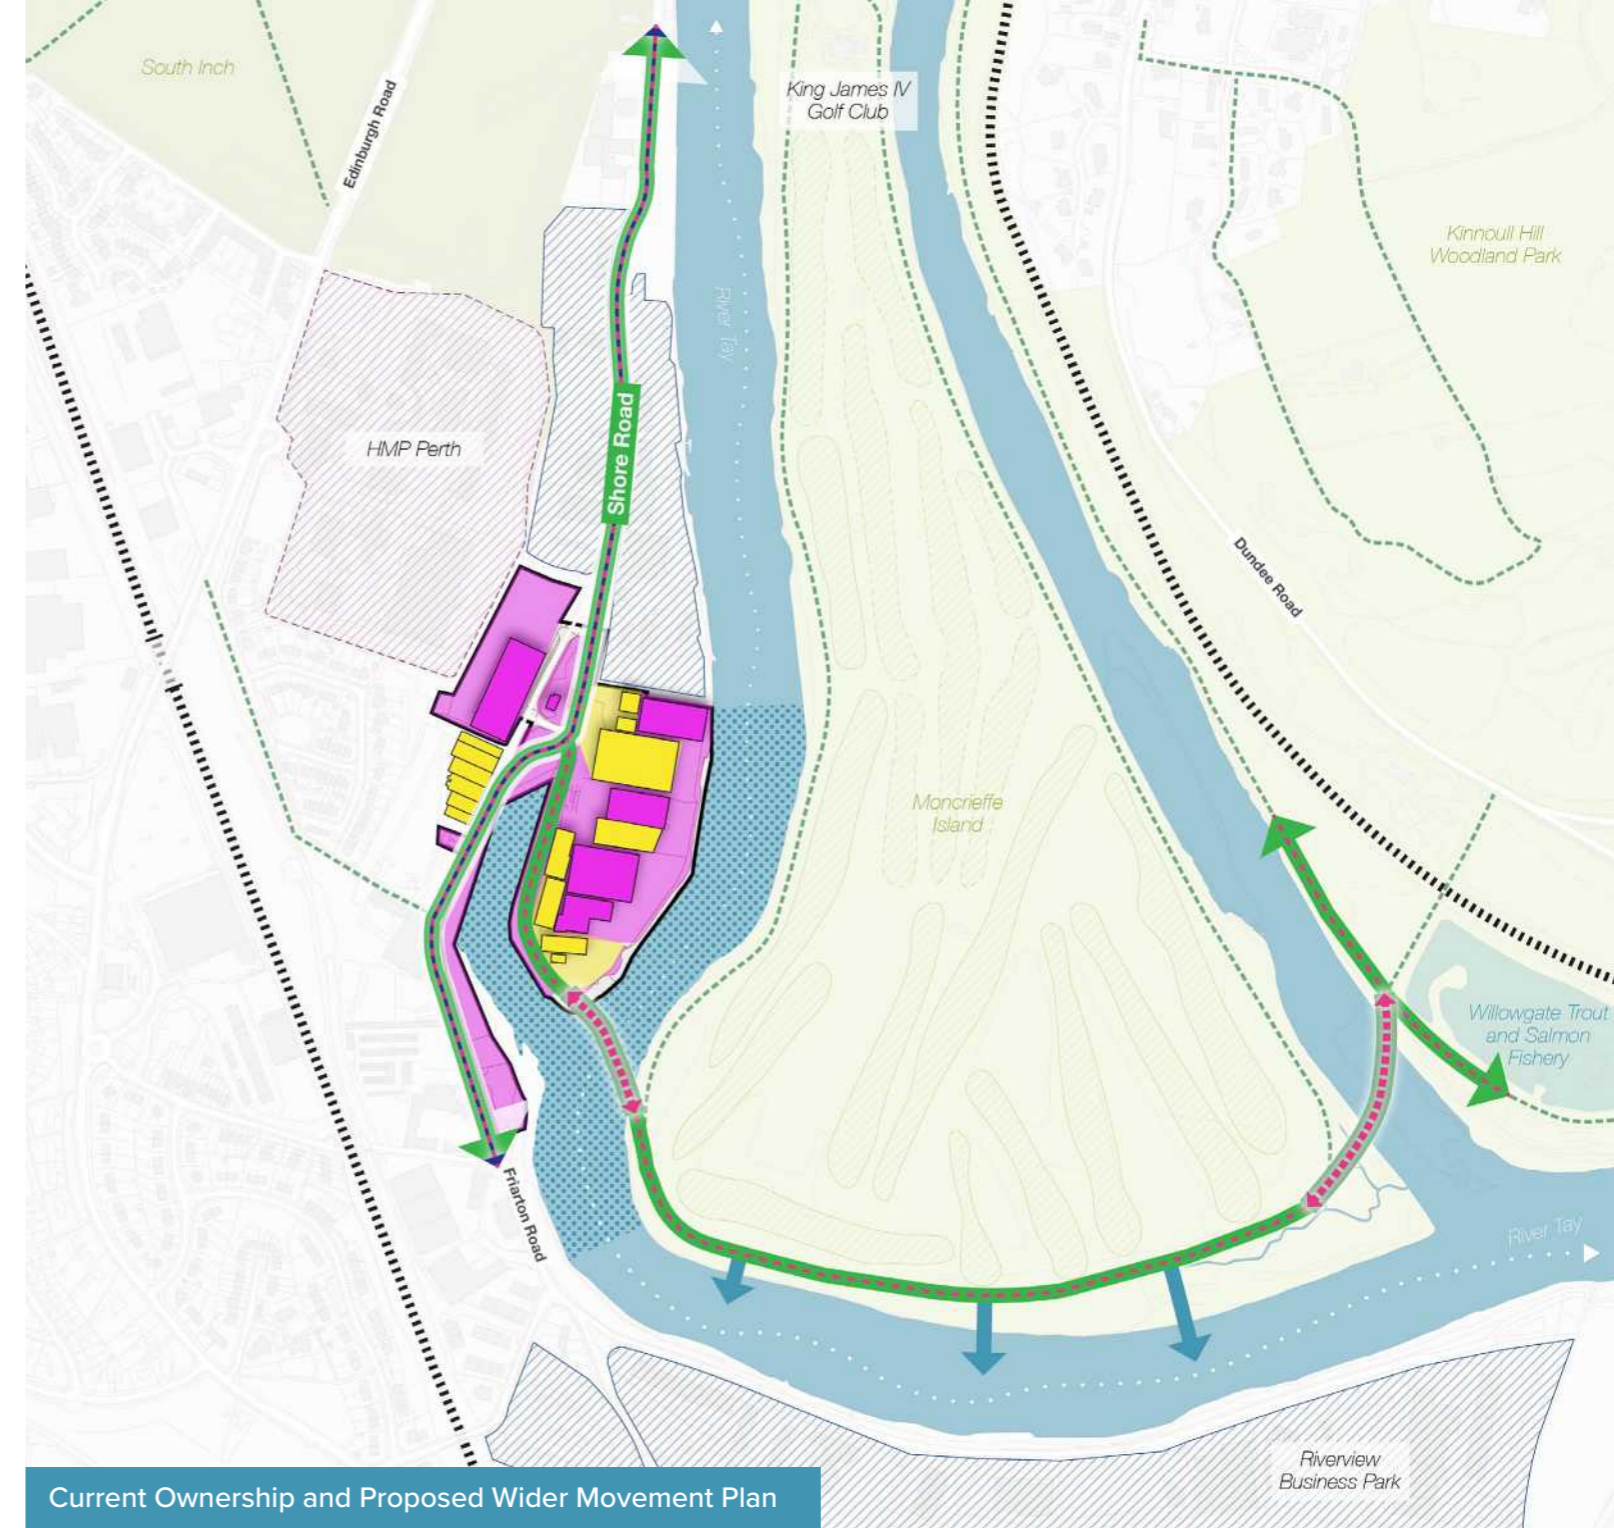 South Inch
Edinburgh Road
King James IV
Golf Club
Kinnoull Hill
Woodland Park
River Tay
HMP Perth
Shore Road
Dundee Road
Moncrieffe
Island
Willowgate Trout
and Salmon
Fishery
Friarton Road
River Tay
Riverview
Business Park
Current Ownership and Proposed Wider Movement Plan